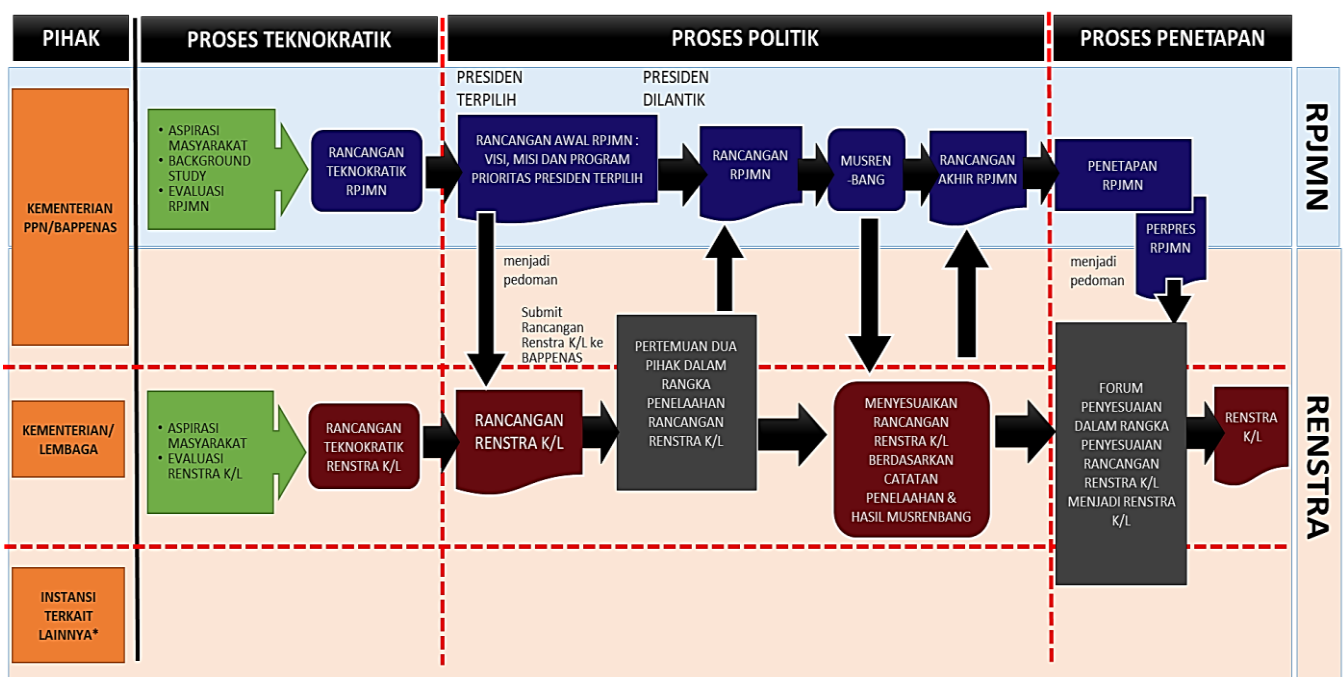 PIHAK
PROSES TEKNOKRATIK
PROSES POLITIK
PROSES PENETAPAN
KEMENTERIAN
PPN/BAPPENAS
• ASPIRASI
MASYARAKAT
• BACKGROUND
STUDY
• EVALUASI
RPJMN
RANCANGAN
TEKNOKRATIK
RPJMN
PRESIDEN
TERPILIH
RANCANGAN AWAL RPJMN :
VISI, MISI DAN PROGRAM
PRIORITAS PRESIDEN TERPILIH
PRESIDEN
DILANTIK
RANCANGAN
RPJMN
MUSREN
-BANG
RANCANGAN
AKHIR RPJMN
PENETAPAN
RPJMN
PERPRES
RPJMN
RPJMN
menjadi
pedoman
Submit
Rancangan
Renstra K/L ke
BAPPENAS
menjadi
pedoman
KEMENTERIAN/
LEMBAGA
• ASPIRASI
MASYARAKAT
• EVALUASI
RENSTRA K/L
RANCANGAN
TEKNOKRATIK
RENSTRA K/L
RANCANGAN
RENSTRA K/L
PERTEMUAN DUA
PIHAK DALAM
RANGKA
PENELAAHAN
RANCANGAN
RENSTRA K/L
MENYESUAIKAN
RANCANGAN
RENSTRA K/L
BERDASARKAN
CATATAN
PENELAAHAN &
HASIL MUSRENBANG
FORUM
PENYESUAIAN
DALAM RANGKA
PENYESUAIAN
RANCANGAN
RENSTRA K/L
MENJADI RENSTRA
K/L
RENSTRA
K/L
RENSTRA
INSTANSI
TERKAIT
LAINNYA*